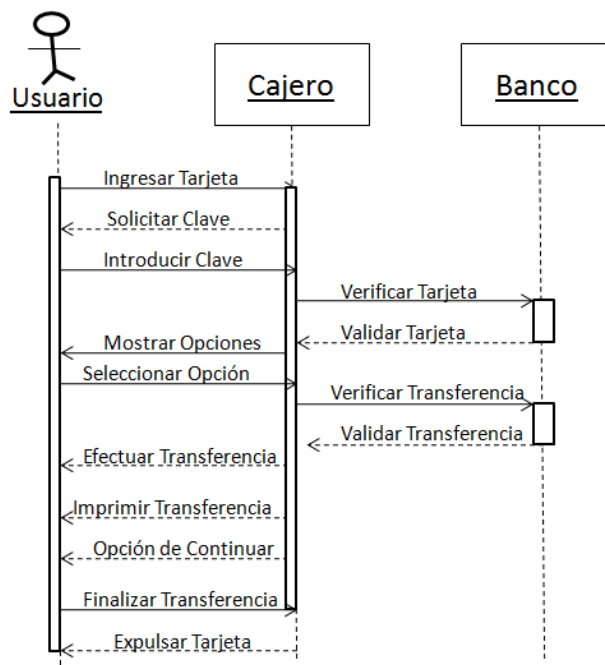 Usuario
Cajero
Banco
Ingresar Tarjeta
Solicitar Clave
Introducir Clave
Verificar Tarjeta
Validar Tarjeta
Mostrar Opciones
Seleccionar Opción
Verificar Transferencia
Validar Transferencia
Efectuar Transferencia
Imprimir Transferencia
Opción de Continuar
Finalizar Transferencia
Expulsar Tarjeta